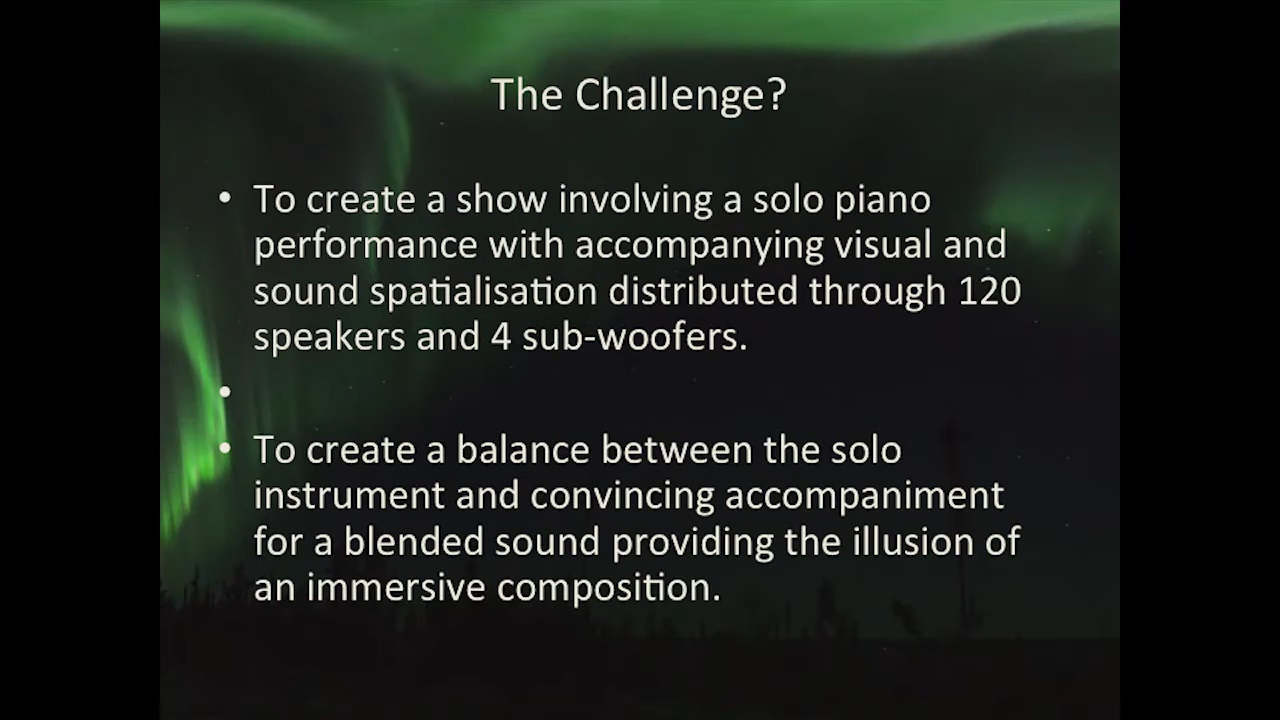 The Challenge?
• To create a show involving a solo piano
performance with accompanying visual and
sound spatialisation distributed through 120
speakers and 4 sub-woofers.
•
• To create a balance between the solo
instrument and convincing accompaniment
for a blended sound providing the illusion of
an immersive composition.